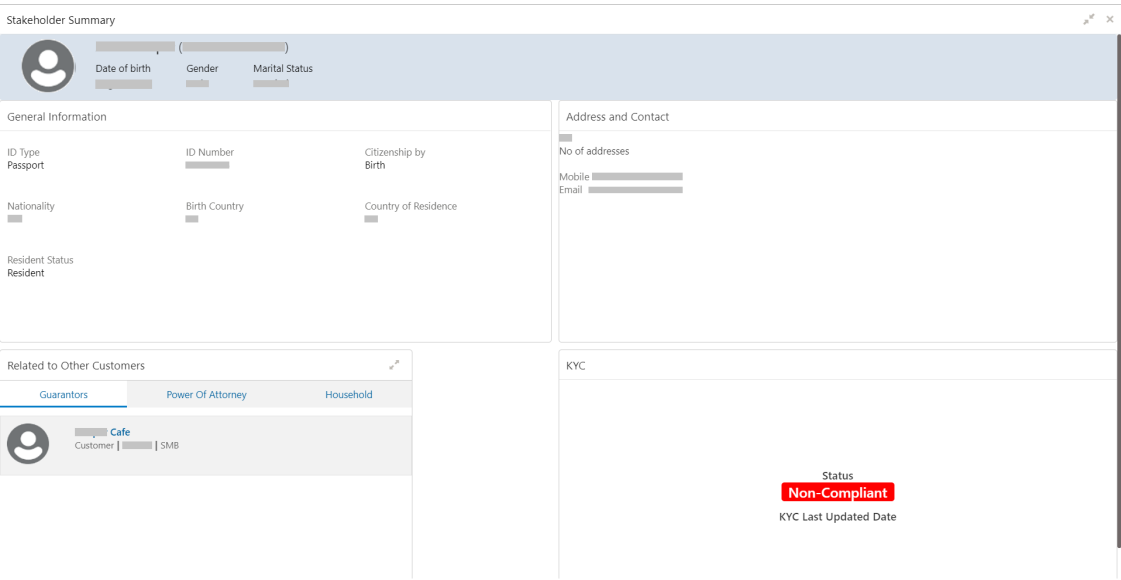 Stakeholder Summary
( )
Date of birth Gender Marital Status
General Information
ID Type ID Number Citizenship by
Passport Birth
Nationality Birth Country Country of Residence
Resident Status
Resident
Address and Contact
No of addresses
Mobile
Email
Related to Other Customers
Guarantors Power Of Attorney Household
Cafe
Customer | | SMB
KYC
Status
Non-Compliant
KYC Last Updated Date